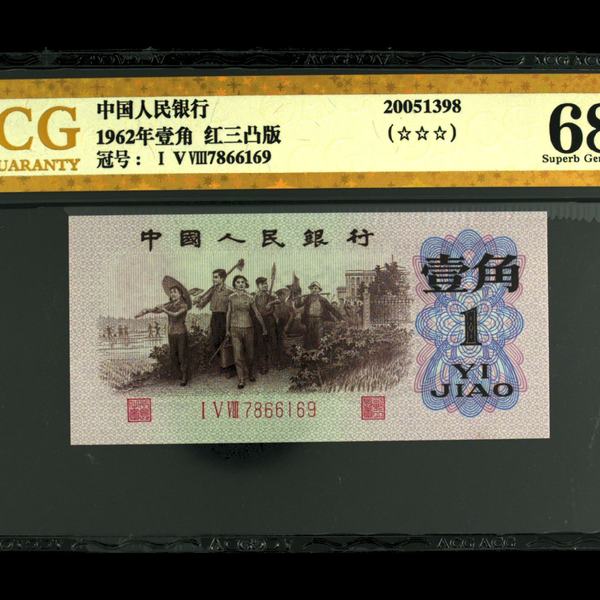 CG
UARANTY
中国人民银行
1962年壹角 红三凸版
冠号：ⅠⅤⅧ7866169
20051398
(☆☆☆)
68
Superb Ge
中國人民銀行
壹角
1
YI
JIAO
ⅠⅤⅧ7866169
ACG ACG